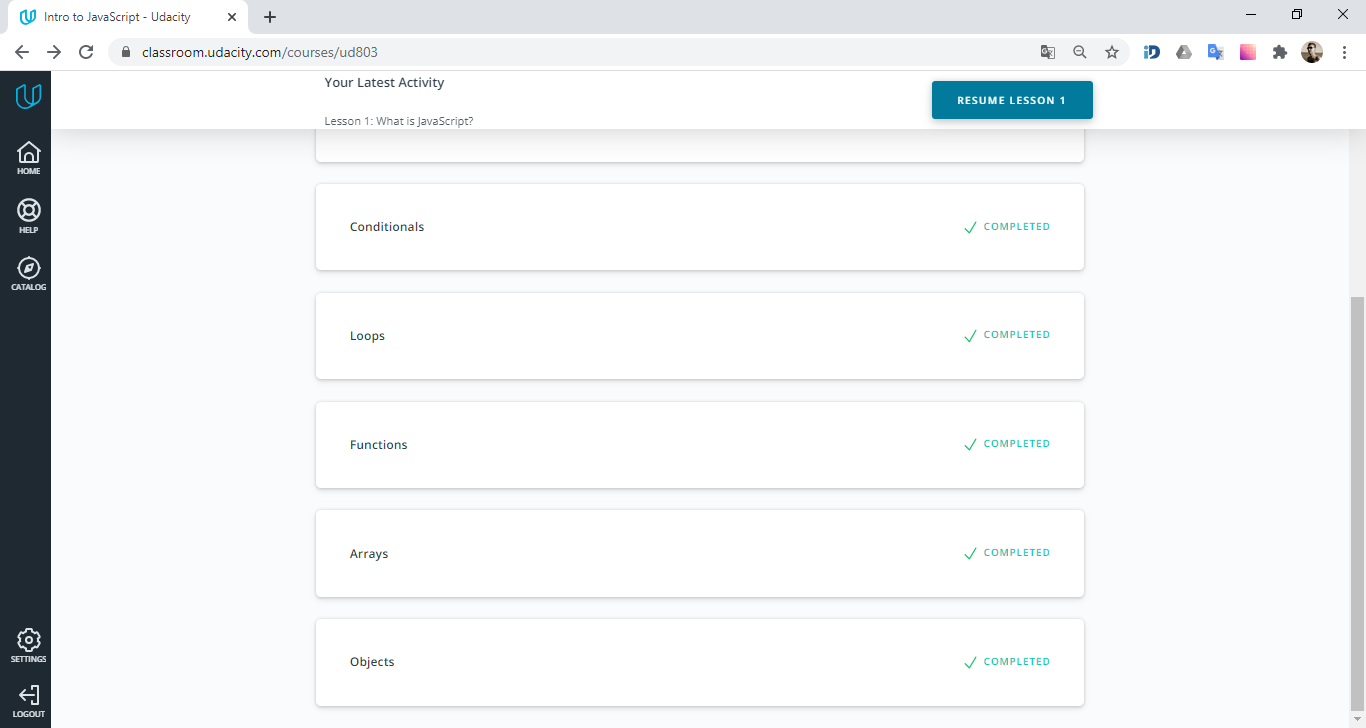 Intro to JavaScript - Udacity
classroom.udacity.com/courses/ud803
Your Latest Activity
RESUME LESSON 1
Lesson 1: What is JavaScript?
HOME
HELP
CATALOG
Conditionals
COMPLETED
Loops
COMPLETED
Functions
COMPLETED
Arrays
COMPLETED
Objects
COMPLETED
SETTINGS
LOGOUT